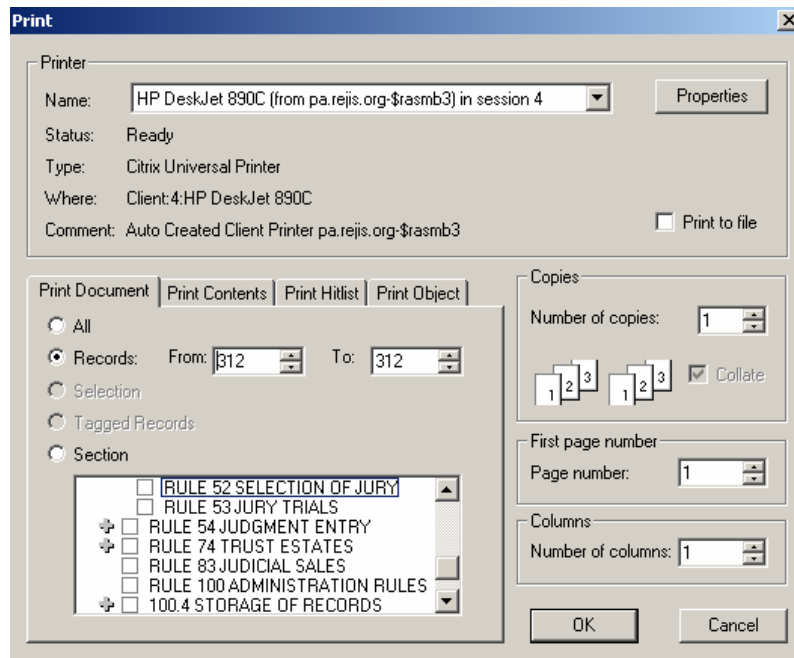 Print
Printer
Name: HP DeskJet 890C (from pa.rejis.org-$rasmb3) in session 4
Properties
Status: Ready
Type: Citrix Universal Printer
Where: Client:4:HP DeskJet 890C
Comment: Auto Created Client Printer pa.rejis.org-$rasmb3
Print to file
Print Document Print Contents Print Hitlist Print Object
All
Records: From: 312 To: 312
Selection
Tagged Records
Section
RULE 52 SELECTION OF JURY
RULE 53 JURY TRIALS
RULE 54 JUDGMENT ENTRY
RULE 74 TRUST ESTATES
RULE 83 JUDICIAL SALES
RULE 100 ADMINISTRATION RULES
100.4 STORAGE OF RECORDS
Copies
Number of copies: 1
1 2 3 1 2 3
Collate
First page number
Page number: 1
Columns
Number of columns: 1
OK Cancel